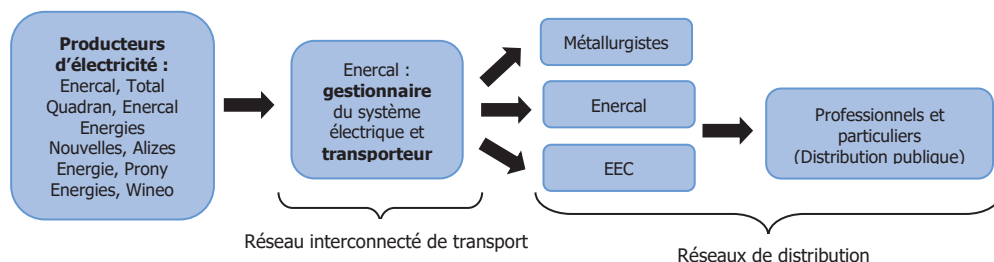 Producteurs
d'électricité :
Enercal, Total
Quadran, Enercal
Energies
Nouvelles, Alizes
Energie, Prony
Energies, Wineo
Enercal :
gestionnaire
du système
électrique et
transporteur
Métallurgistes
Enercal
EEC
Professionnels et
particuliers
(Distribution publique)
Réseau interconnecté de transport
Réseaux de distribution